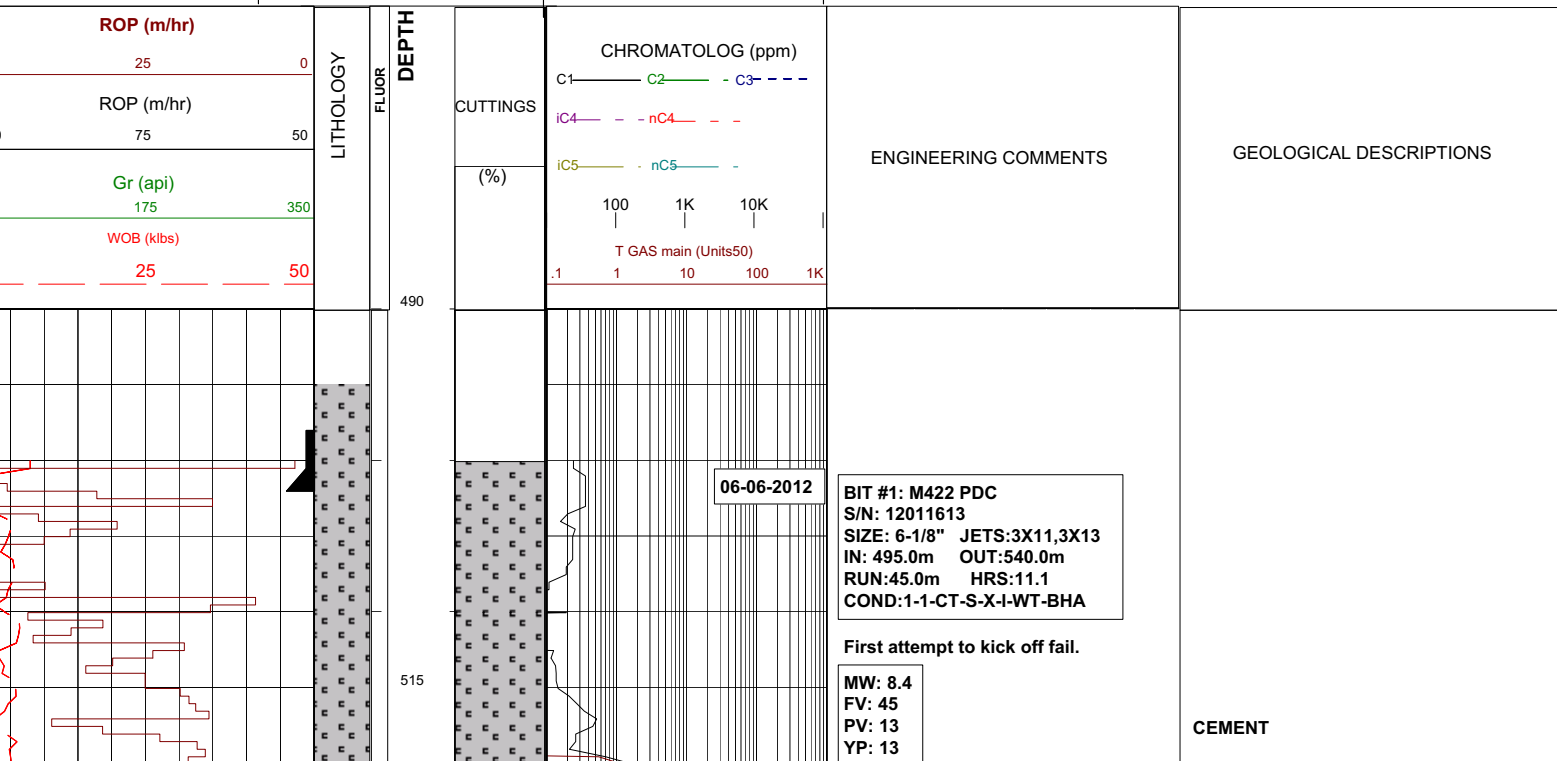 ROP (m/hr)
25 0
ROP (m/hr)
75 50
Gr (api)
175 350
WOB (klbs)
25 50
LITHOLOGY
FLUOR
DEPTH
CUTTINGS
(%)
CHROMATOLOG (ppm)
C1 C2 C3
iC4 nC4
iC5 nC5
100 1K 10K
T GAS main (Units50)
.1 1 10 100 1K
ENGINEERING COMMENTS
GEOLOGICAL DESCRIPTIONS
490
06-06-2012
BIT #1: M422 PDC
S/N: 12011613
SIZE: 6-1/8" JETS:3X11,3X13
IN: 495.0m OUT:540.0m
RUN:45.0m HRS:11.1
COND:1-1-CT-S-X-I-WT-BHA
First attempt to kick off fail.
515
MW: 8.4
FV: 45
PV: 13
YP: 13
CEMENT